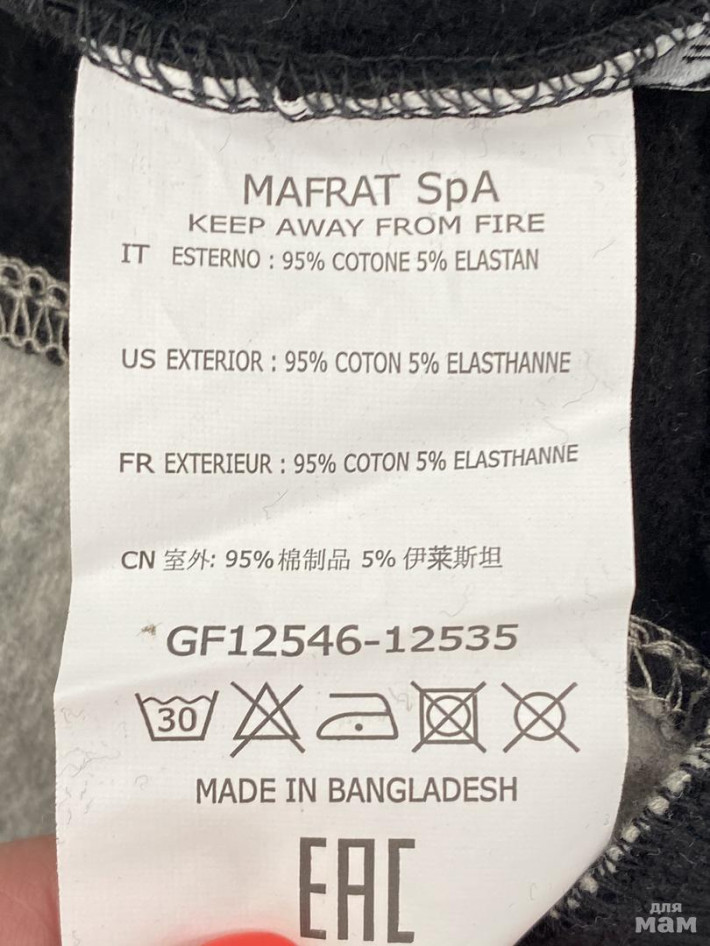 MAFRAT SpA
KEEP AWAY FROM FIRE
IT ESTERNO : 95% COTONE 5% ELASTAN
US EXTERIOR : 95% COTON 5% ELASTHANNE
FR EXTERIEUR : 95% COTON 5% ELASTHANNE
CN 室外: 95%棉制品 5% 伊莱斯坦
GF12546-12535
30
MADE IN BANGLADESH
EAC
для
мам